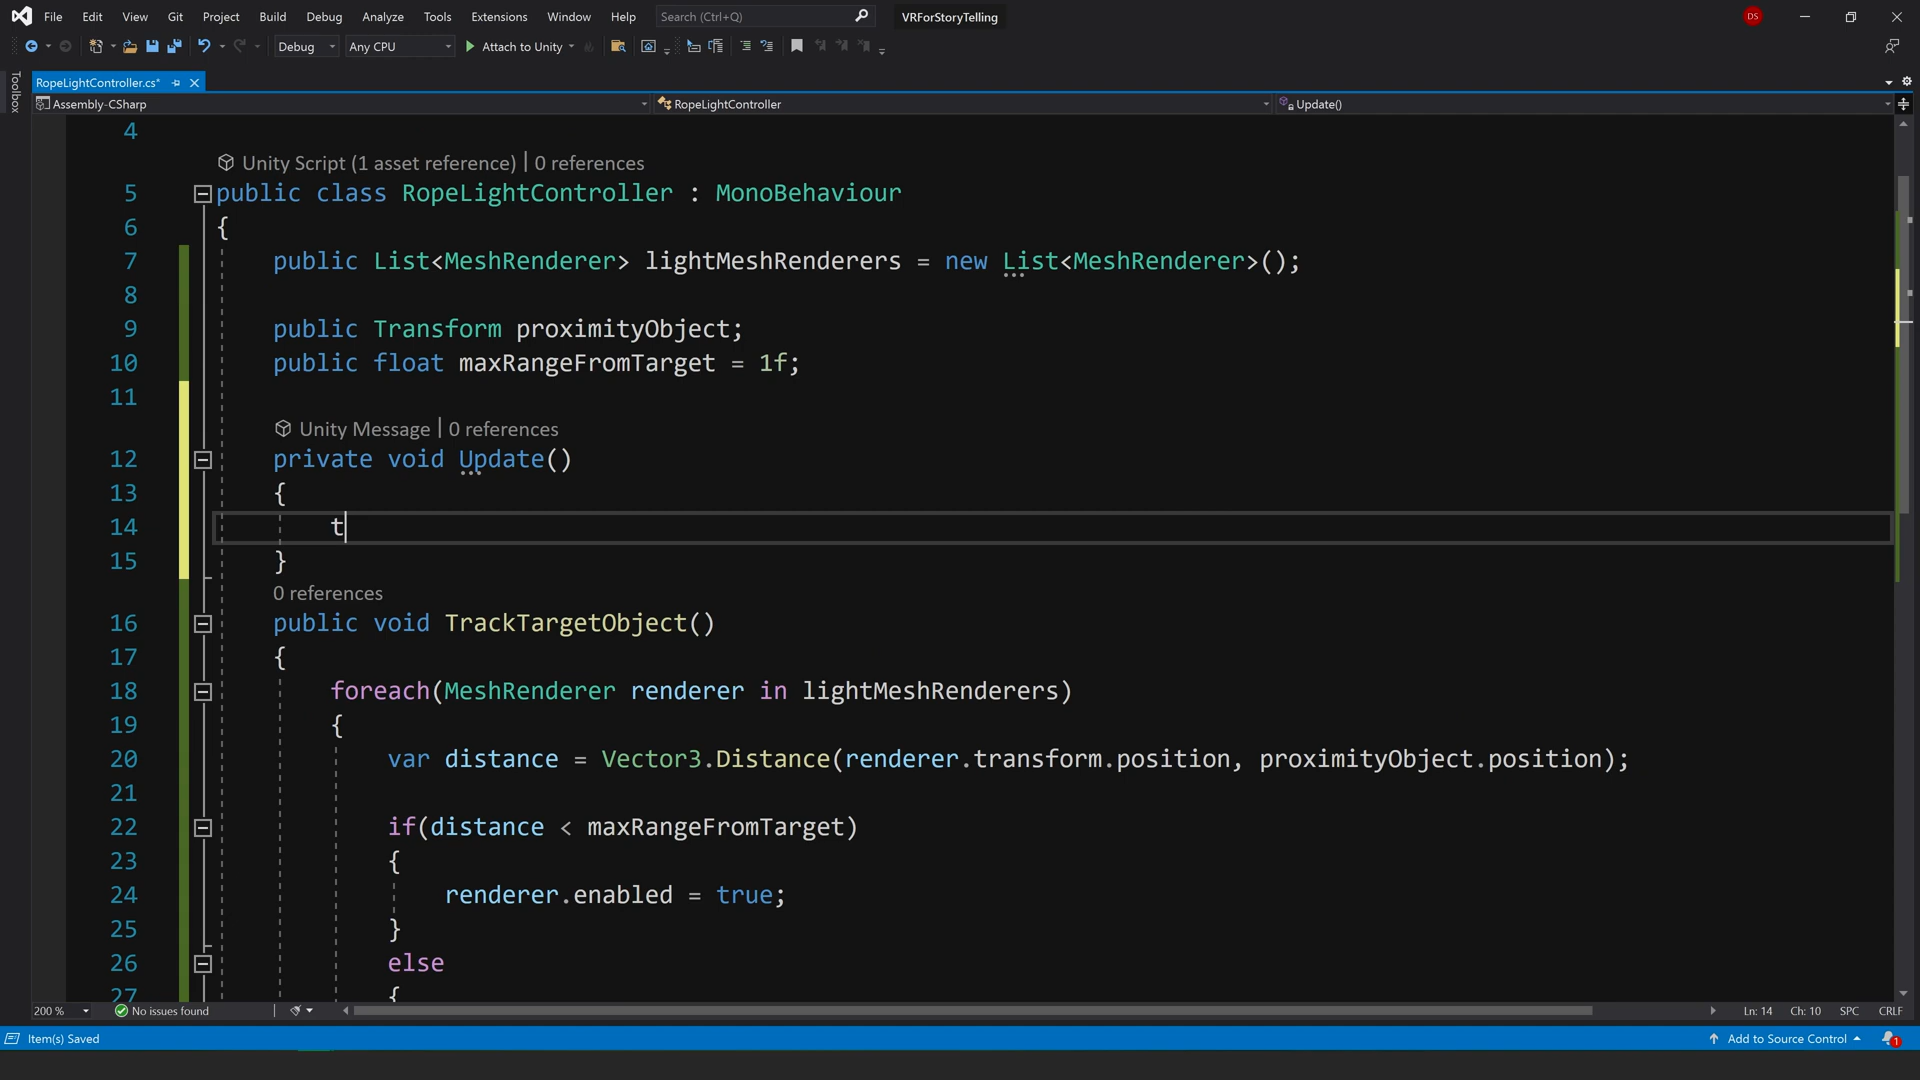 File Edit View Git Project Build Debug Analyze Tools Extensions Window Help Search (Ctrl+Q) VRForStoryTelling DS
Debug Any CPU Attach to Unity
Toolbox
RopeLightController.cs*
Assembly-CSharp RopeLightController Update()
4
Unity Script (1 asset reference) | 0 references
5 public class RopeLightController : MonoBehaviour
6 {
7 public List<MeshRenderer> lightMeshRenderers = new List<MeshRenderer>();
8
9 public Transform proximityObject;
10 public float maxRangeFromTarget = 1f;
11
Unity Message | 0 references
12 private void Update()
13 {
14 t
15 }
0 references
16 public void TrackTargetObject()
17 {
18 foreach(MeshRenderer renderer in lightMeshRenderers)
19 {
20 var distance = Vector3.Distance(renderer.transform.position, proximityObject.position);
21
22 if(distance < maxRangeFromTarget)
23 {
24 renderer.enabled = true;
25 }
26 else
27 {
200 % No issues found Ln: 14 Ch: 10 SPC CRLF
Item(s) Saved Add to Source Control 1